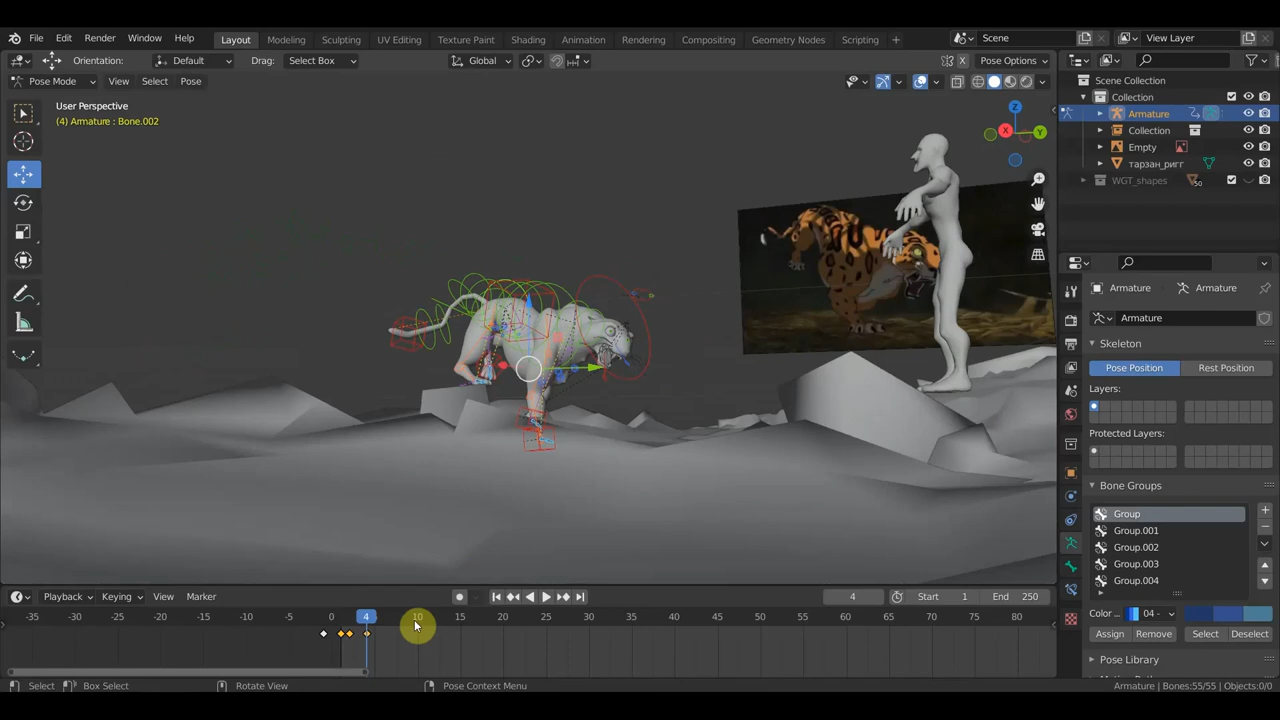 File Edit Render Window Help Layout Modeling Sculpting UV Editing Texture Paint Shading Animation Rendering Compositing Geometry Nodes Scripting + Scene View Layer
Orientation: Default Drag: Select Box Global Pose Options
Pose Mode View Select Pose
User Perspective
(4) Armature : Bone.002
Z
X
Y
Scene Collection
Collection
Armature
Collection
Empty
тарзан_ригг
WGT_shapes 50
Armature Armature
Armature
Skeleton
Pose Position Rest Position
Layers:
Protected Layers:
Bone Groups
Group
Group.001
Group.002
Group.003
Group.004
Color ... 04 -
Assign Remove Select Deselect
Pose Library
Playback Keying View Marker 4 Start 1 End 250
-35 -30 -25 -20 -15 -10 -5 0 4 10 15 20 25 30 35 40 45 50 55 60 65 70 75 80
Select Box Select Rotate View Pose Context Menu Armature | Bones:55/55 | Objects:0/0